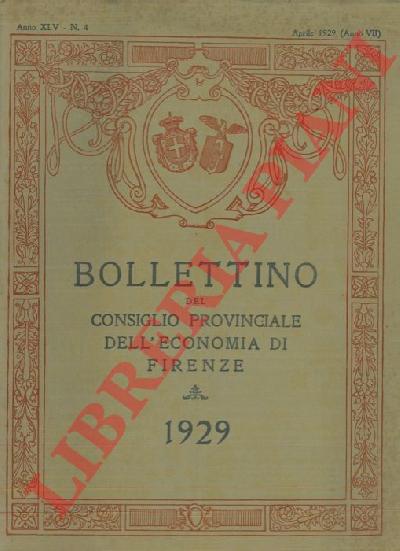 Anno XLV - N. 4
Aprile 1929 (Anno VII)
BOLLETTINO
DEL
CONSIGLIO PROVINCIALE
DELL'ECONOMIA DI
FIRENZE
1929
LIBRERIA PIANI